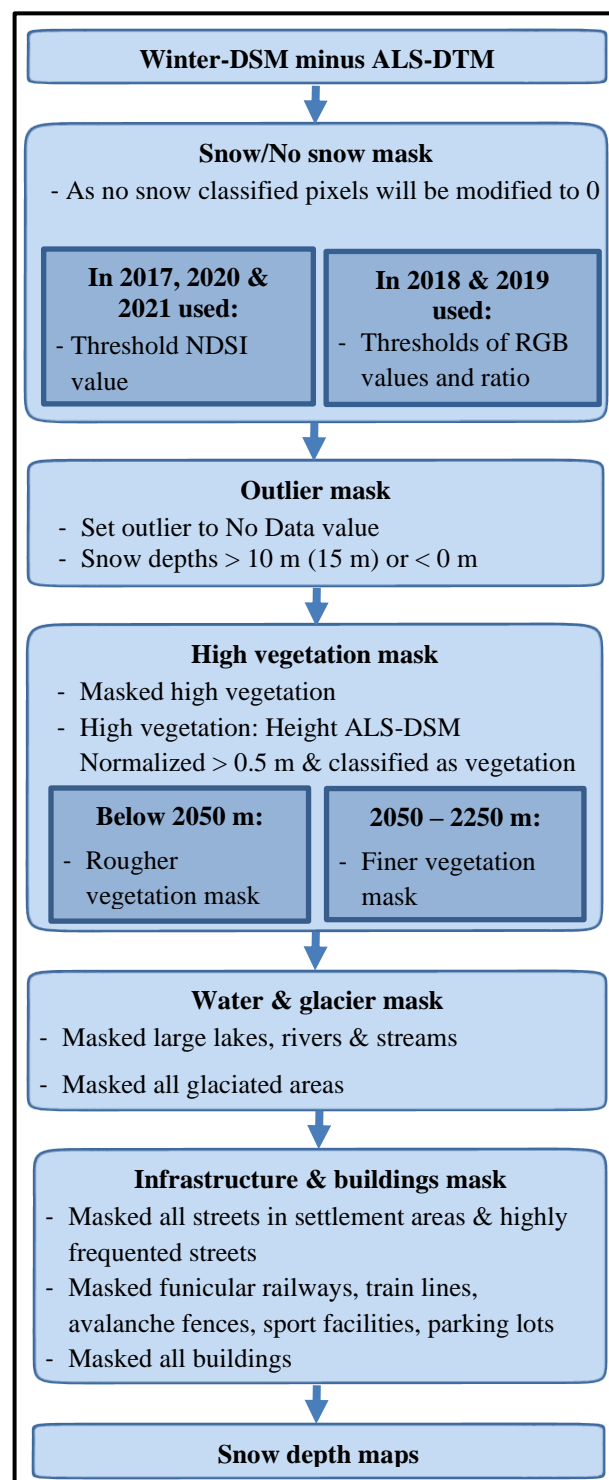 Winter-DSM minus ALS-DTM
Snow/No snow mask
- As no snow classified pixels will be modified to 0
In 2017, 2020 &
2021 used:
- Threshold NDSI
value
In 2018 & 2019
used:
- Thresholds of RGB
values and ratio
Outlier mask
- Set outlier to No Data value
- Snow depths > 10 m (15 m) or < 0 m
High vegetation mask
- Masked high vegetation
- High vegetation: Height ALS-DSM
Normalized > 0.5 m & classified as vegetation
Below 2050 m:
- Rougher
vegetation mask
2050 – 2250 m:
- Finer vegetation
mask
Water & glacier mask
- Masked large lakes, rivers & streams
- Masked all glaciated areas
Infrastructure & buildings mask
- Masked all streets in settlement areas & highly
frequented streets
- Masked funicular railways, train lines,
avalanche fences, sport facilities, parking lots
- Masked all buildings
Snow depth maps